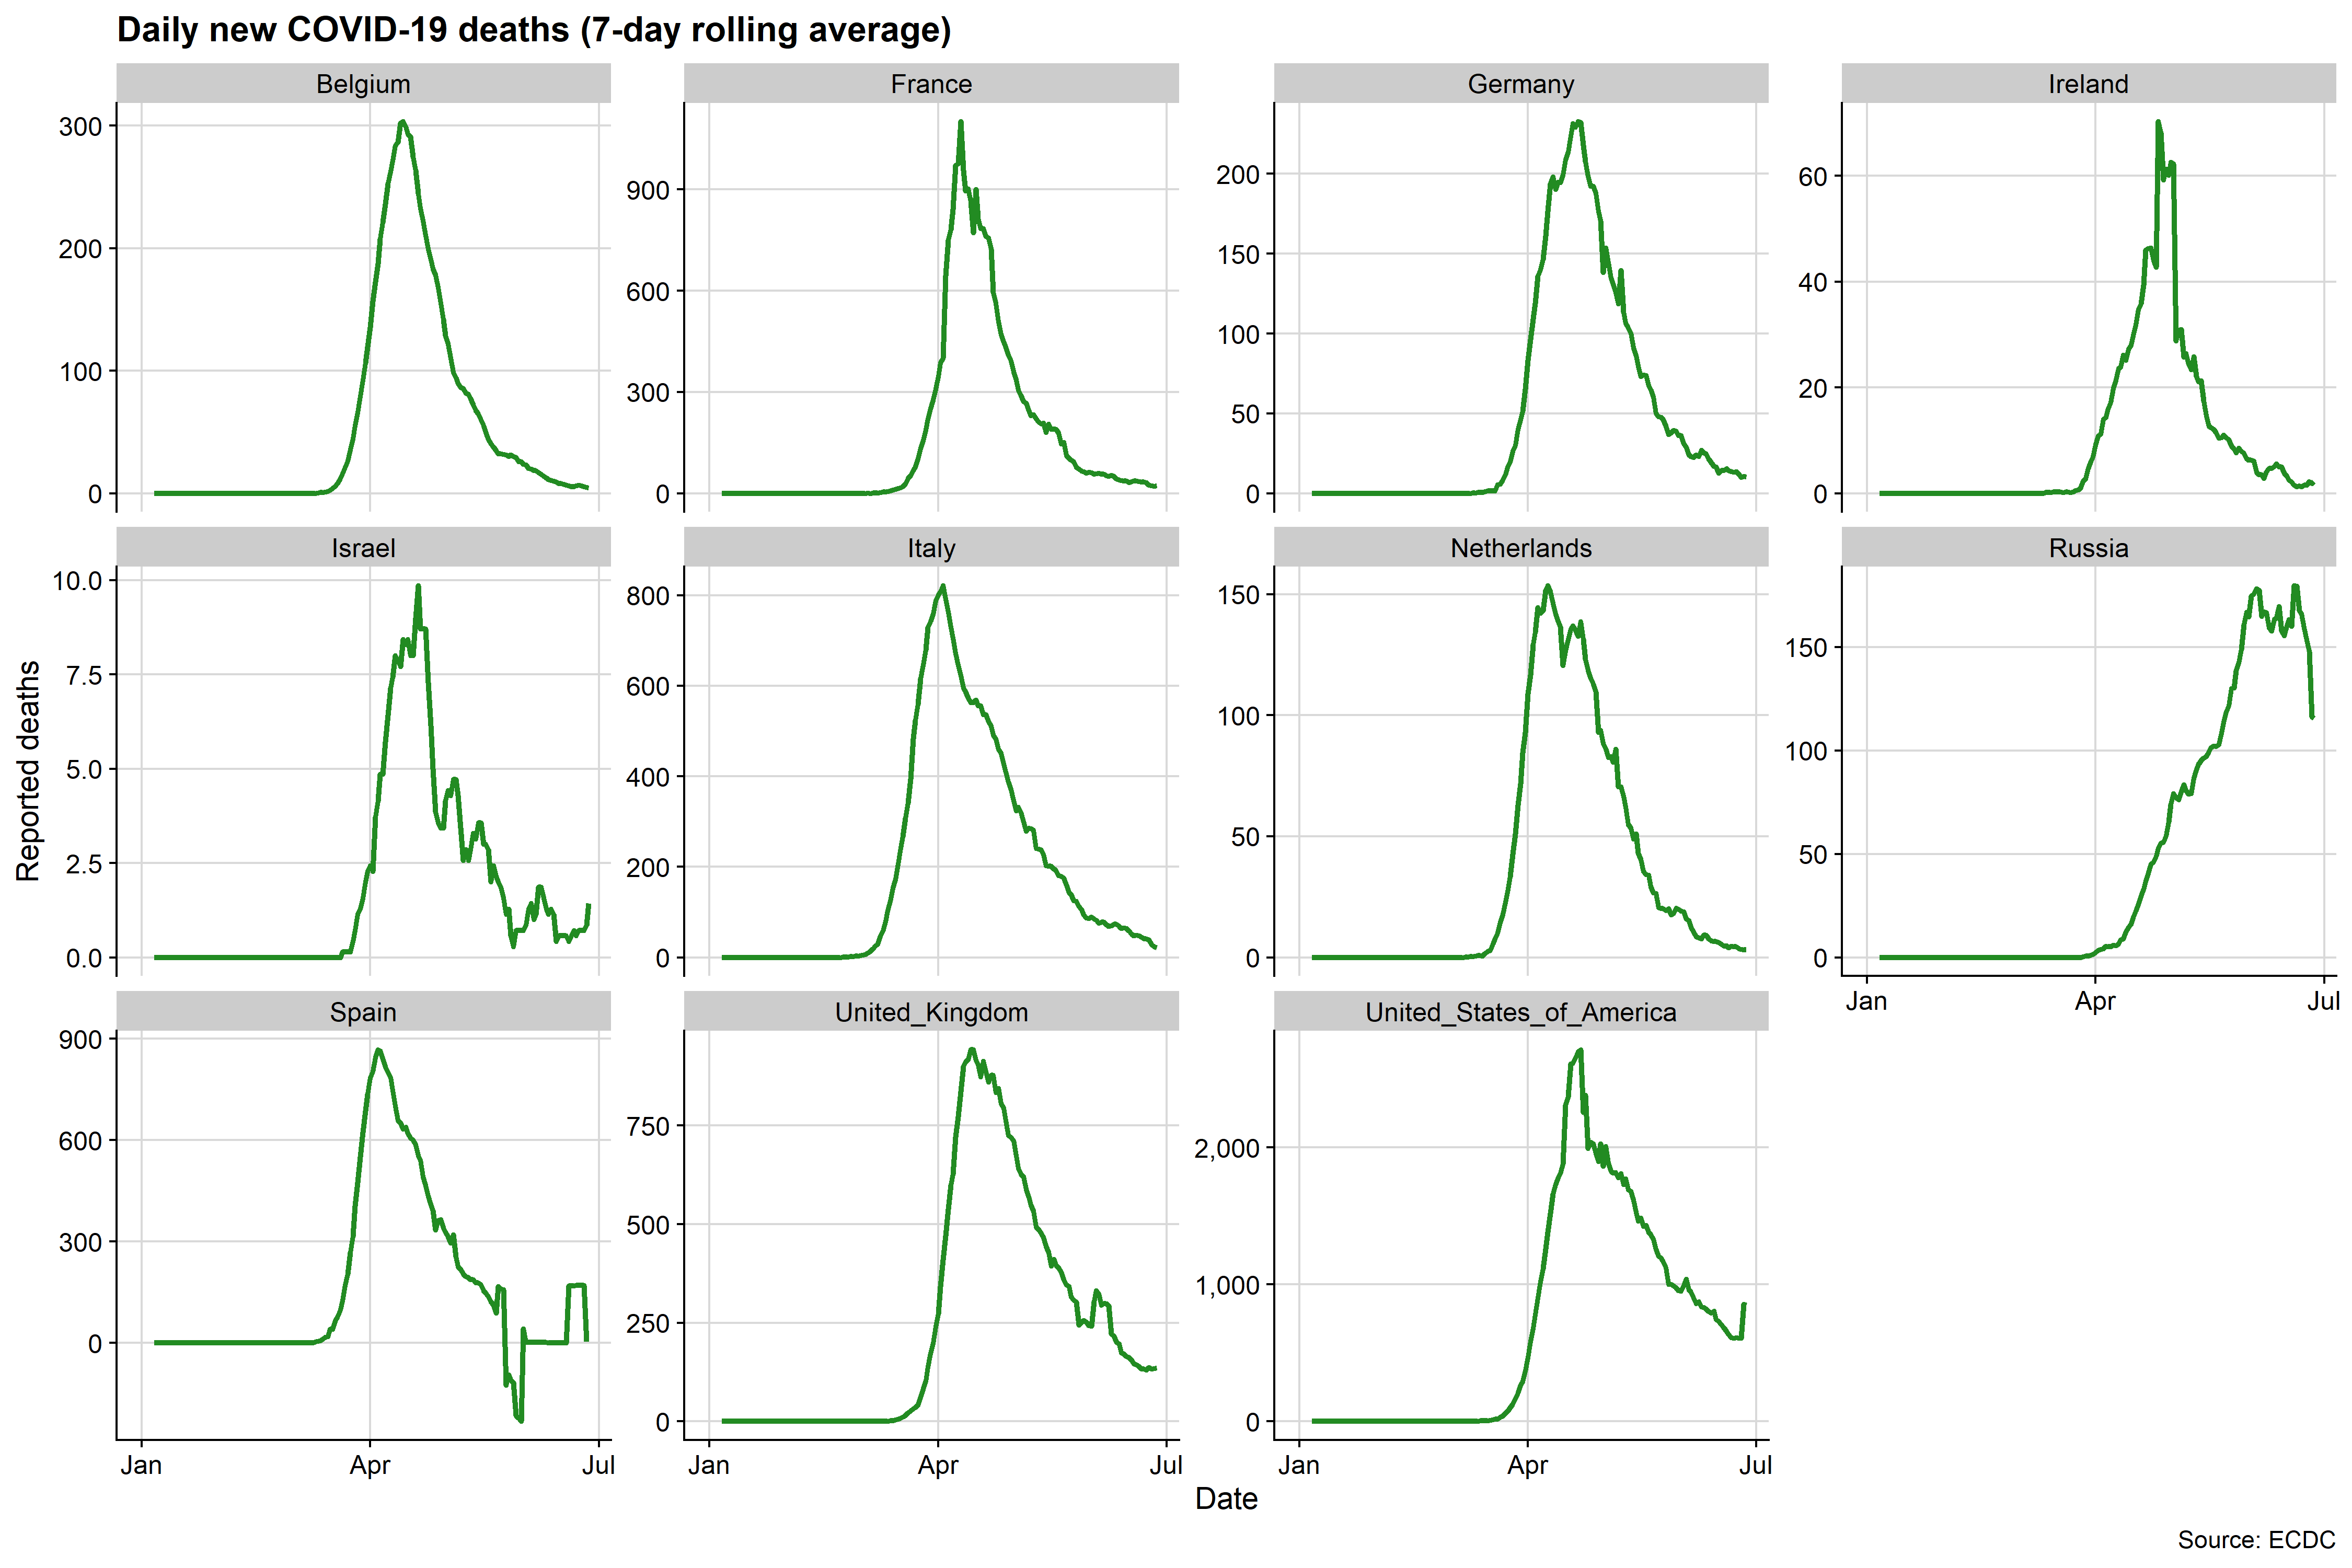 Daily new COVID-19 deaths (7-day rolling average)
Belgium
France
Germany
Ireland
300
200
100
0
900
600
300
0
200
150
100
50
0
60
40
20
0
Israel
Italy
Netherlands
Russia
10.0
7.5
5.0
2.5
0.0
800
600
400
200
0
150
100
50
0
150
100
50
0
Jan Apr Jul
Spain
United_Kingdom
United_States_of_America
900
600
300
0
750
500
250
0
2,000
1,000
0
Jan Apr Jul
Jan Apr Jul
Jan Apr Jul
Reported deaths
Date
Source: ECDC